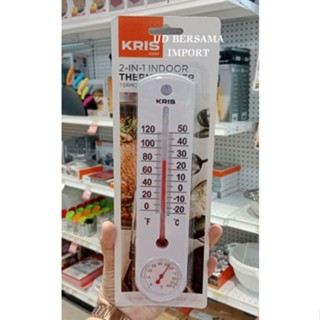 KRIS
UD BERSAMA
IMPORT
2-IN-1 INDOOR
KRIS
120 50
100 40
80 30
60 20
40 10
20 0
0 -10
-20
°F °C